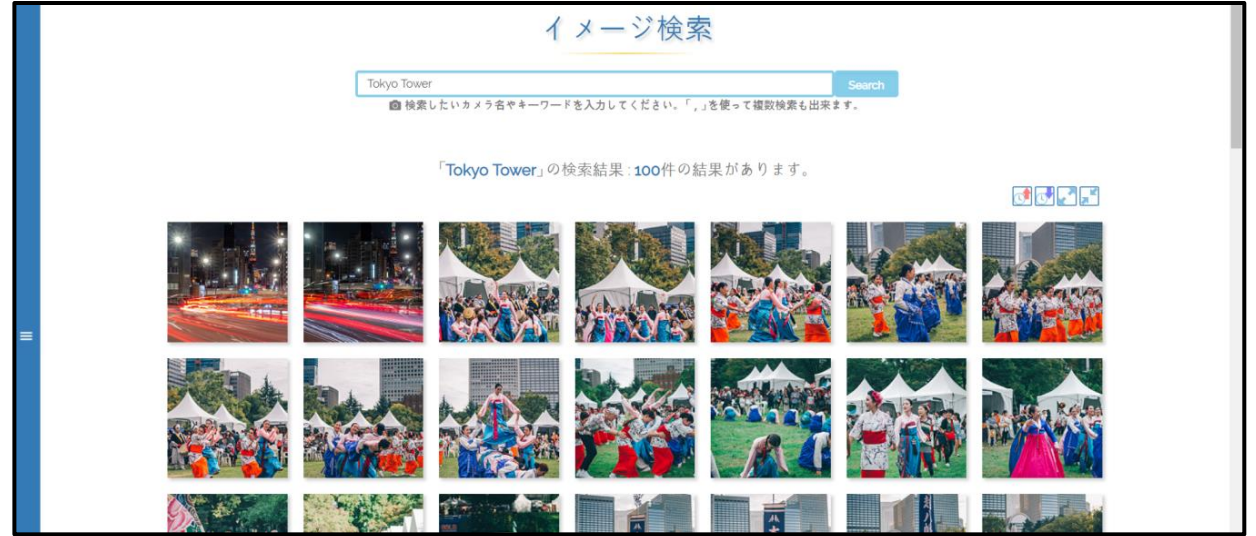 イメージ検索
Tokyo Tower
Search
検索したいカメラ名やキーワードを入力してください。「 , 」を使って複数検索も出来ます。
「Tokyo Tower」の検索結果 : 100件の結果があります。